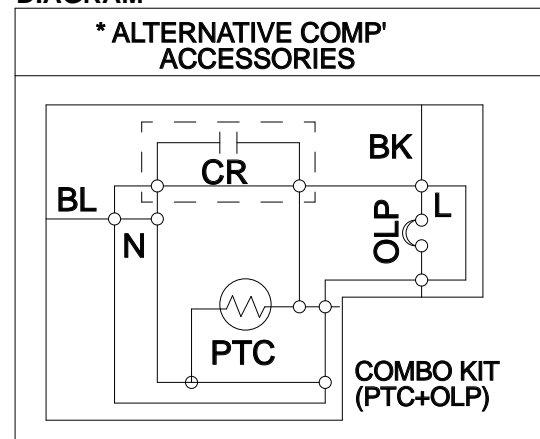 DIAGRAM
* ALTERNATIVE COMP'
ACCESSORIES
BK
CR
BL
L
OLP
N
PTC
COMBO KIT
(PTC+OLP)